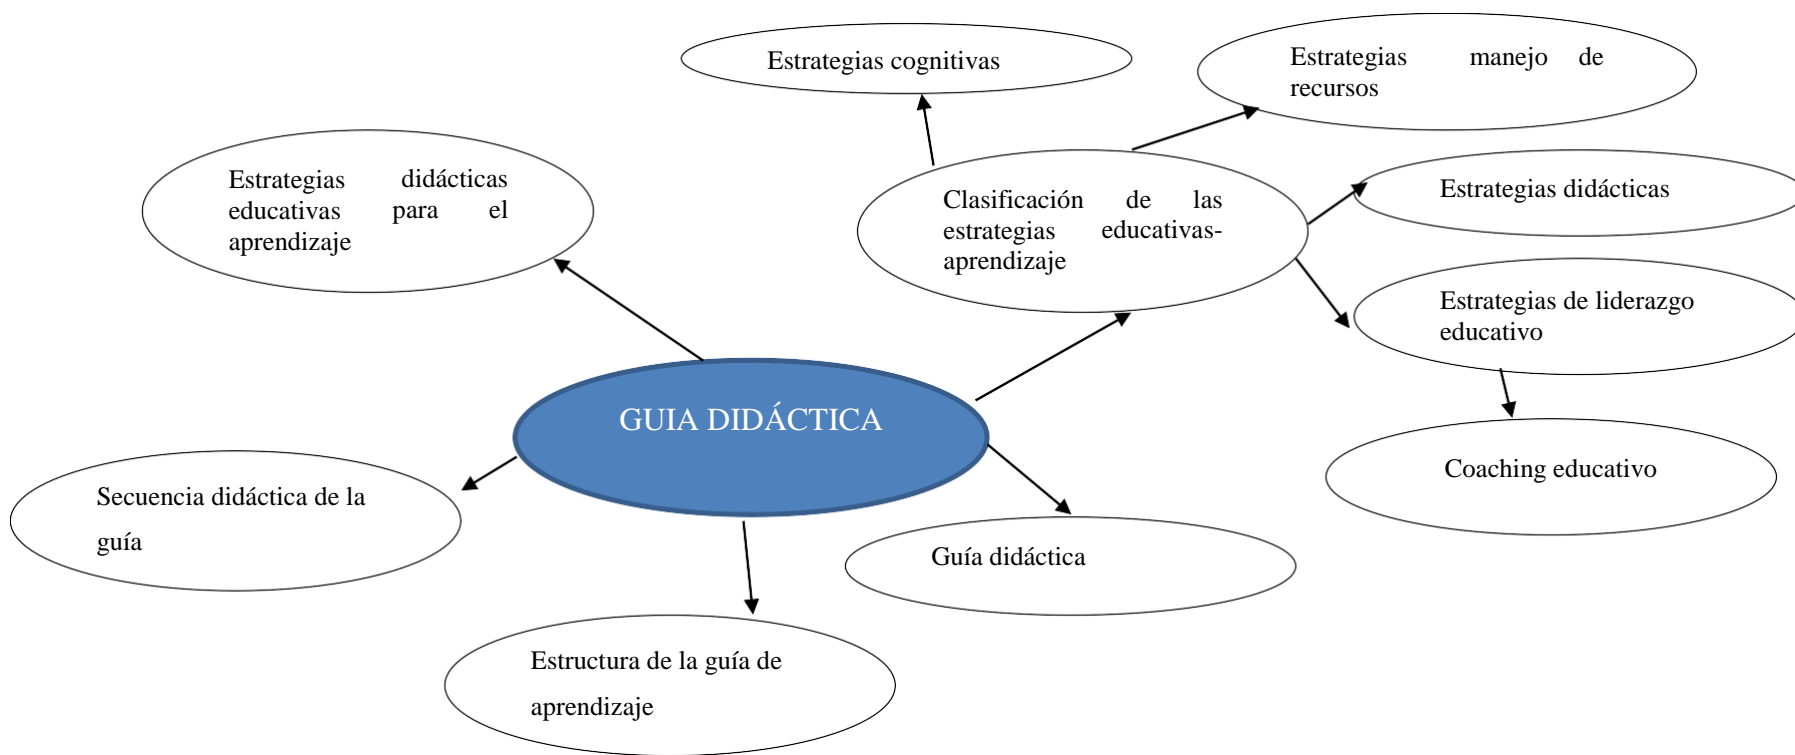 Estrategias cognitivas
Estrategias manejo de
recursos
Estrategias didácticas
educativas para el
aprendizaje
Clasificación de las
estrategias educativas-
aprendizaje
Estrategias didácticas
Estrategias de liderazgo
educativo
GUIA DIDÁCTICA
Coaching educativo
Secuencia didáctica de la
guía
Guía didáctica
Estructura de la guía de
aprendizaje